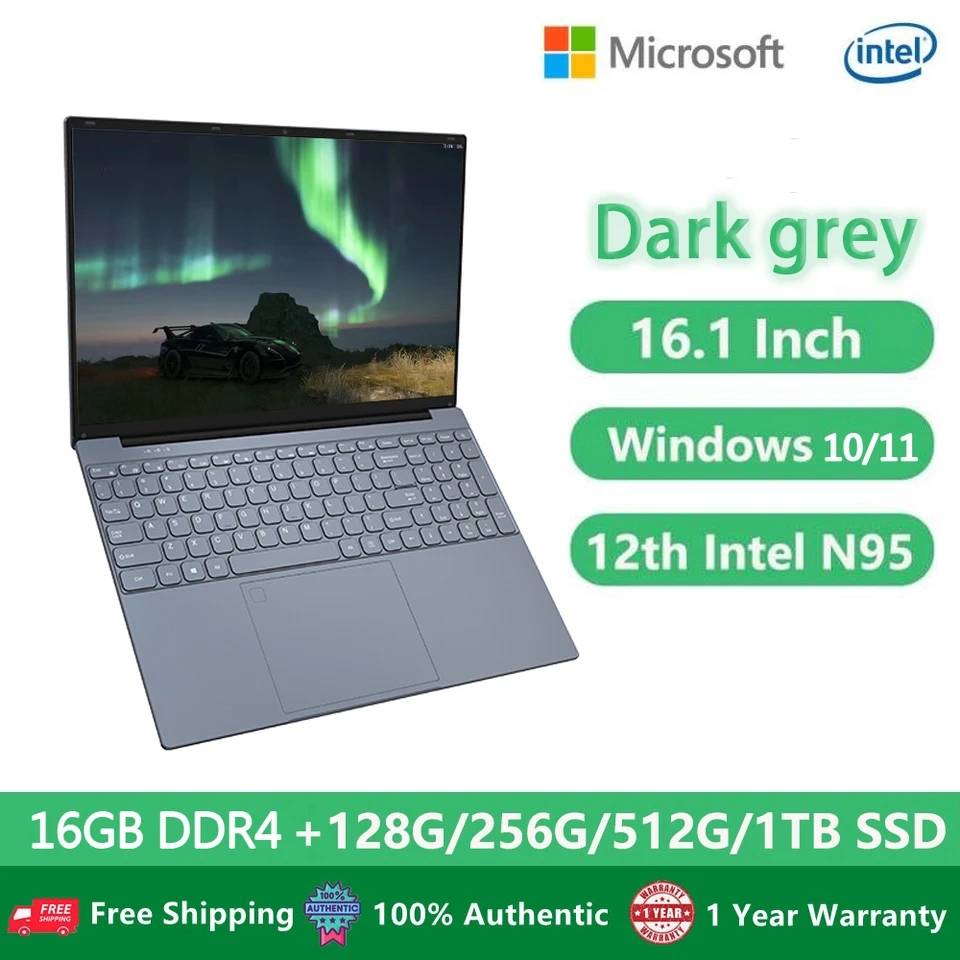 Microsoft
intel
Dark grey
16.1 Inch
Windows 10/11
12th Intel N95
16GB DDR4 +128G/256G/512G/1TB SSD
FREE
SHIPPING
Free Shipping
100%
AUTHENTIC
100% Authentic
WARRANTY
1 YEAR
WARRANTY
1 Year Warranty